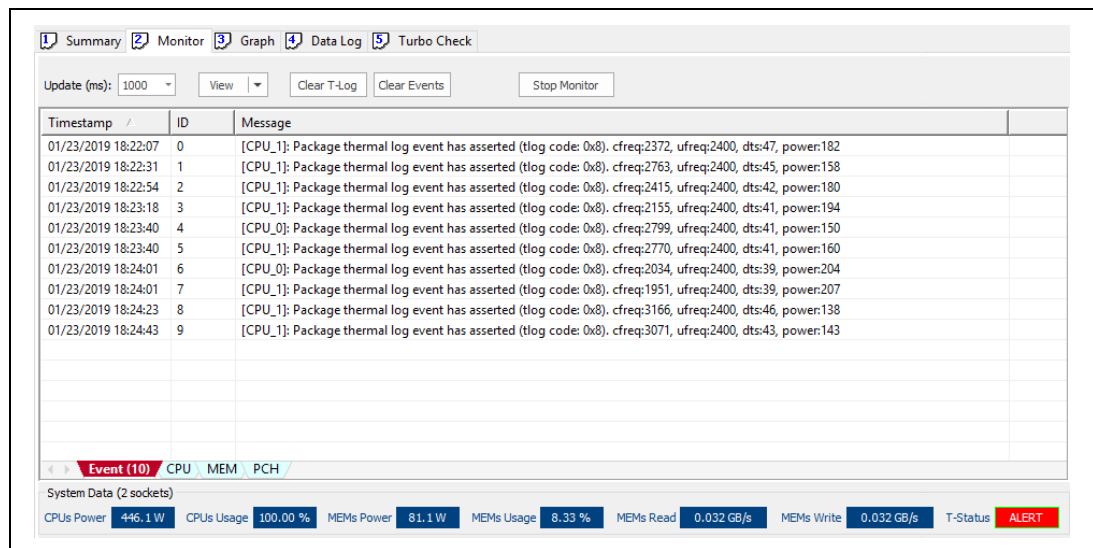 1 Summary 2 Monitor 3 Graph 4 Data Log 5 Turbo Check
Update (ms): 1000 View Clear T-Log Clear Events Stop Monitor
Timestamp ID Message
01/23/2019 18:22:07 0 [CPU_1]: Package thermal log event has asserted (tlog code: 0x8). cfreq:2372, ufreq:2400, dts:47, power:182
01/23/2019 18:22:31 1 [CPU_1]: Package thermal log event has asserted (tlog code: 0x8). cfreq:2763, ufreq:2400, dts:45, power:158
01/23/2019 18:22:54 2 [CPU_1]: Package thermal log event has asserted (tlog code: 0x8). cfreq:2415, ufreq:2400, dts:42, power:180
01/23/2019 18:23:18 3 [CPU_1]: Package thermal log event has asserted (tlog code: 0x8). cfreq:2155, ufreq:2400, dts:41, power:194
01/23/2019 18:23:40 4 [CPU_0]: Package thermal log event has asserted (tlog code: 0x8). cfreq:2799, ufreq:2400, dts:41, power:150
01/23/2019 18:23:40 5 [CPU_1]: Package thermal log event has asserted (tlog code: 0x8). cfreq:2770, ufreq:2400, dts:41, power:160
01/23/2019 18:24:01 6 [CPU_0]: Package thermal log event has asserted (tlog code: 0x8). cfreq:2034, ufreq:2400, dts:39, power:204
01/23/2019 18:24:01 7 [CPU_1]: Package thermal log event has asserted (tlog code: 0x8). cfreq:1951, ufreq:2400, dts:39, power:207
01/23/2019 18:24:23 8 [CPU_1]: Package thermal log event has asserted (tlog code: 0x8). cfreq:3166, ufreq:2400, dts:46, power:138
01/23/2019 18:24:43 9 [CPU_1]: Package thermal log event has asserted (tlog code: 0x8). cfreq:3071, ufreq:2400, dts:43, power:143
Event (10) CPU MEM PCH
System Data (2 sockets)
CPUs Power 446.1 W CPUs Usage 100.00 % MEMs Power 81.1 W MEMs Usage 8.33 % MEMs Read 0.032 GB/s MEMs Write 0.032 GB/s T-Status ALERT